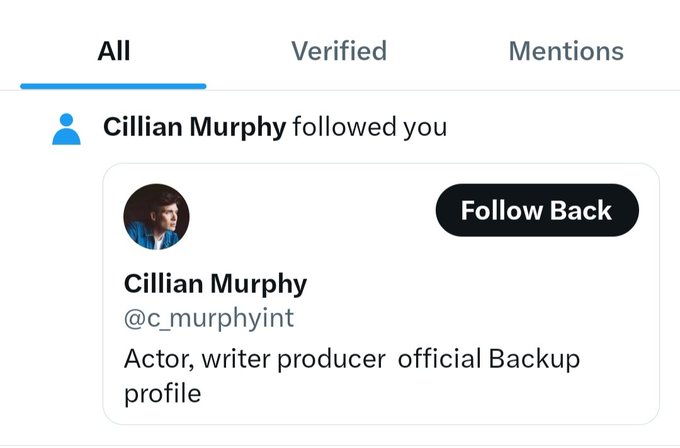 All Verified Mentions
Cillian Murphy followed you
Follow Back
Cillian Murphy
@c_murphyint
Actor, writer producer  official Backup
profile